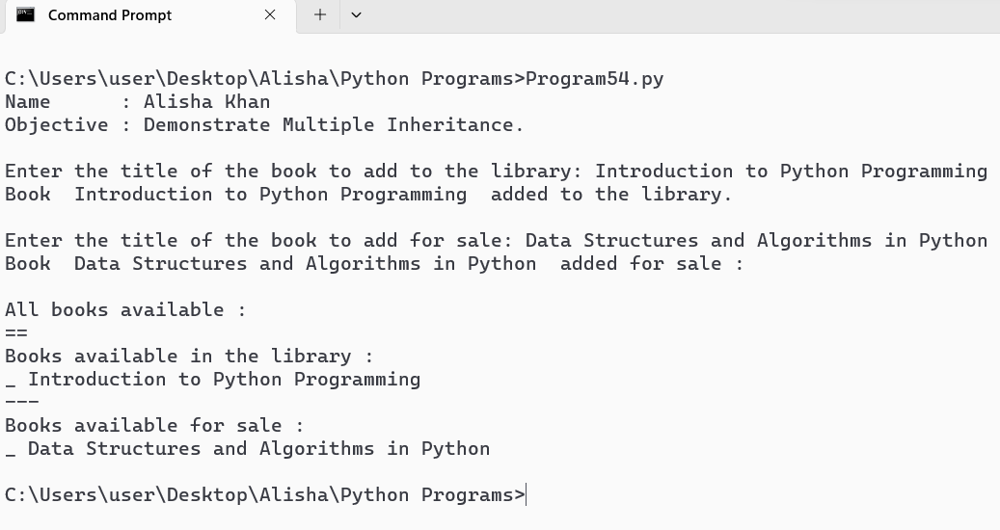 Command Prompt
C:\Users\user\Desktop\Alisha\Python Programs>Program54.py
Name      : Alisha Khan
Objective : Demonstrate Multiple Inheritance.
Enter the title of the book to add to the library: Introduction to Python Programming
Book  Introduction to Python Programming  added to the library.
Enter the title of the book to add for sale: Data Structures and Algorithms in Python
Book  Data Structures and Algorithms in Python  added for sale :
All books available :
==
Books available in the library :
_ Introduction to Python Programming
---
Books available for sale :
_ Data Structures and Algorithms in Python
C:\Users\user\Desktop\Alisha\Python Programs>